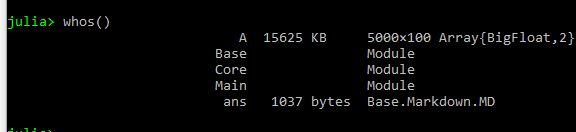 julia> whos()
A 15625 KB 5000×100 Array{BigFloat,2}
Base Module
Core Module
Main Module
ans 1037 bytes Base.Markdown.MD
julia>